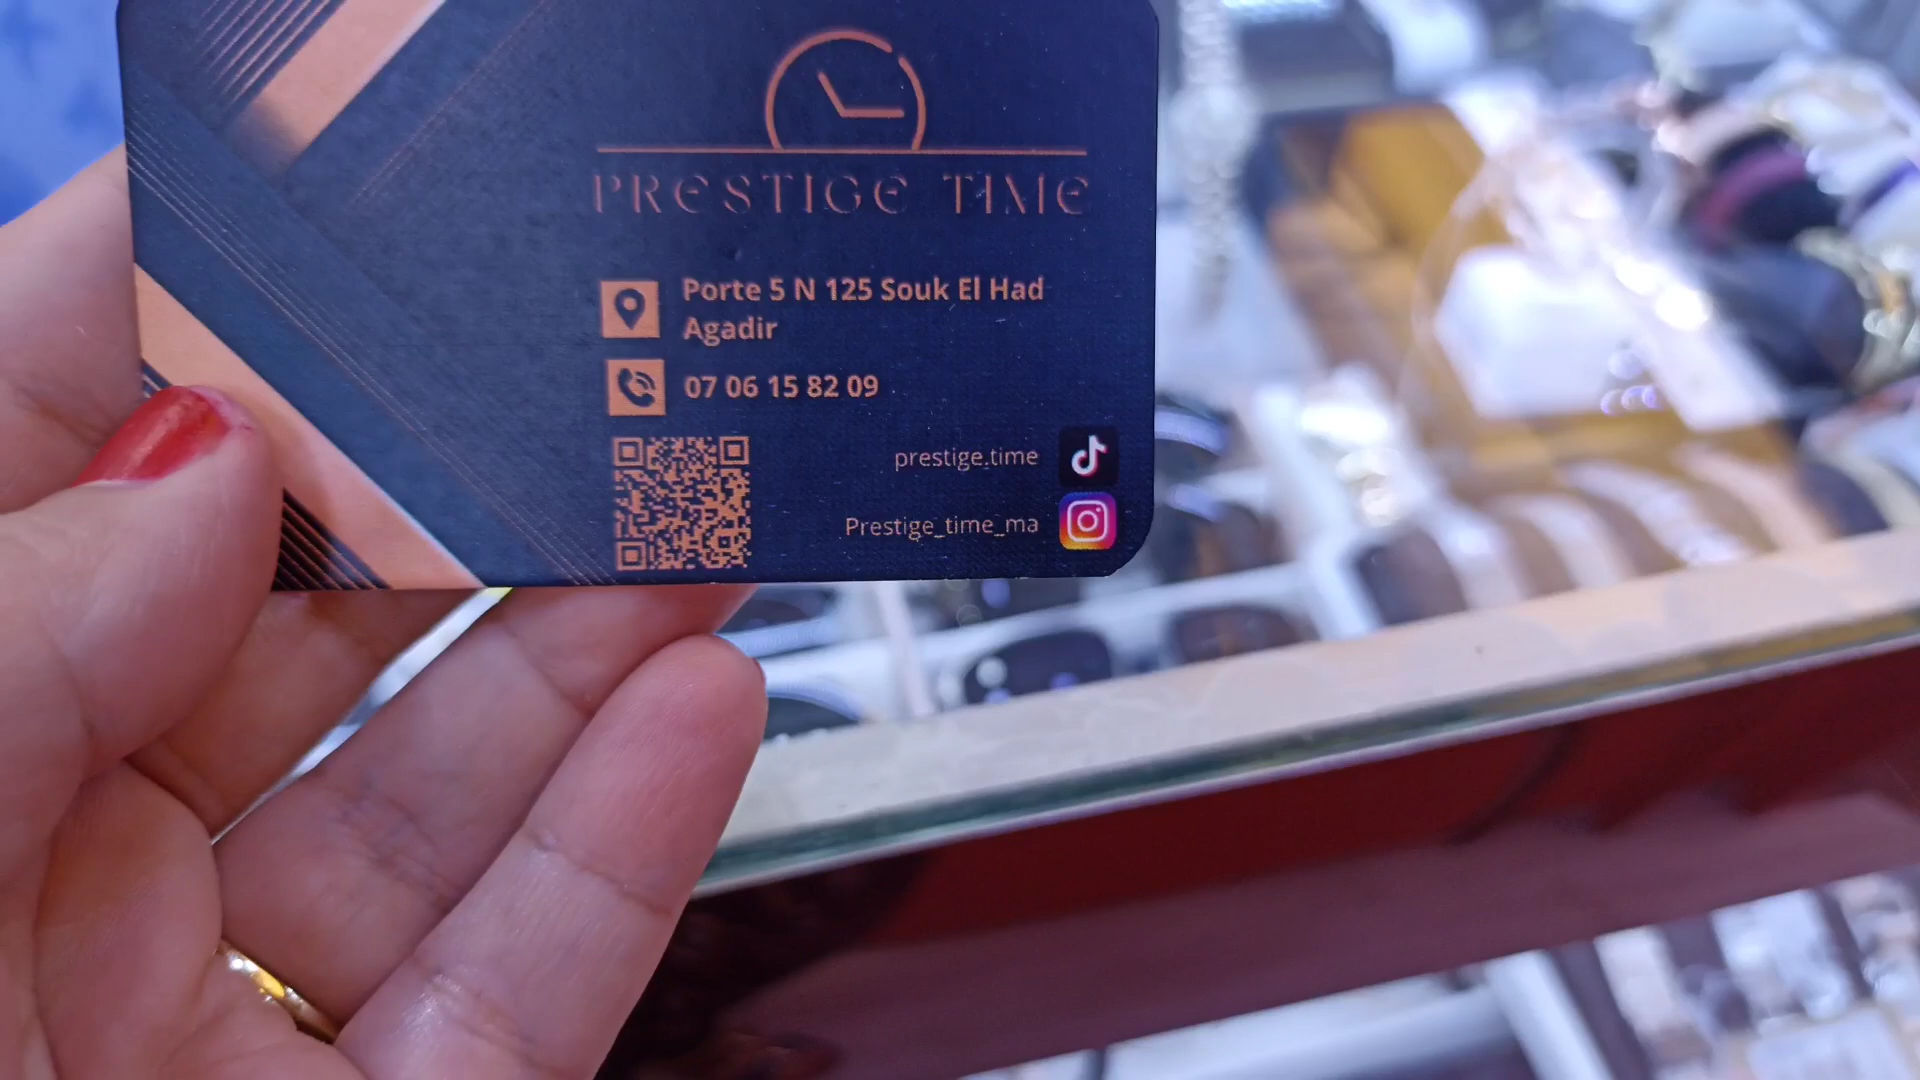 PRESTIGE TIME
Porte 5 N 125 Souk El Had
Agadir
07 06 15 82 09
prestige.time
Prestige_time_ma